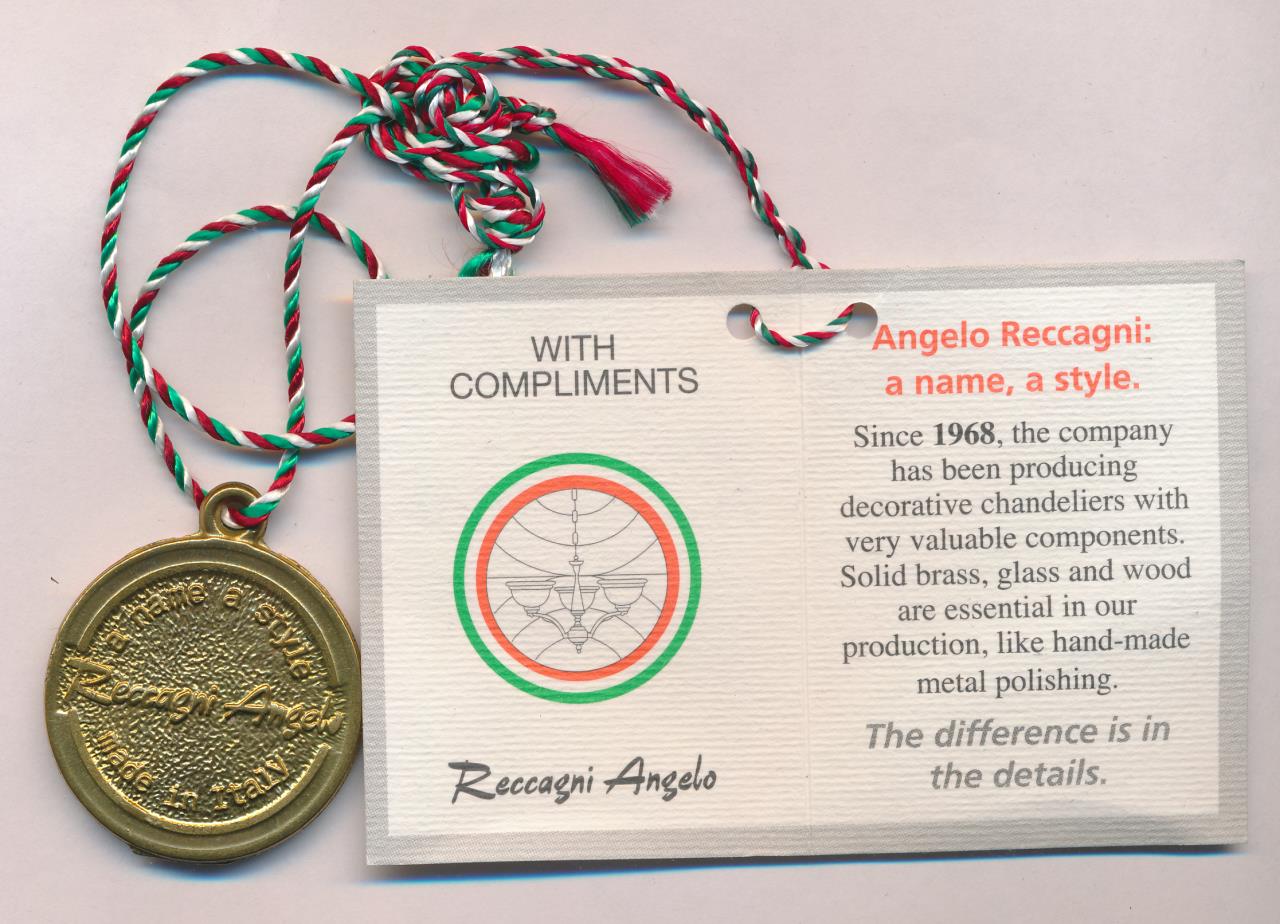 WITH
COMPLIMENTS
Reccagni Angelo
Angelo Reccagni:
a name, a style.
Since 1968, the company
has been producing
decorative chandeliers with
very valuable components.
Solid brass, glass and wood
are essential in our
production, like hand-made
metal polishing.
The difference is in
the details.
a name a style
Reccagni Angelo
made in Italy